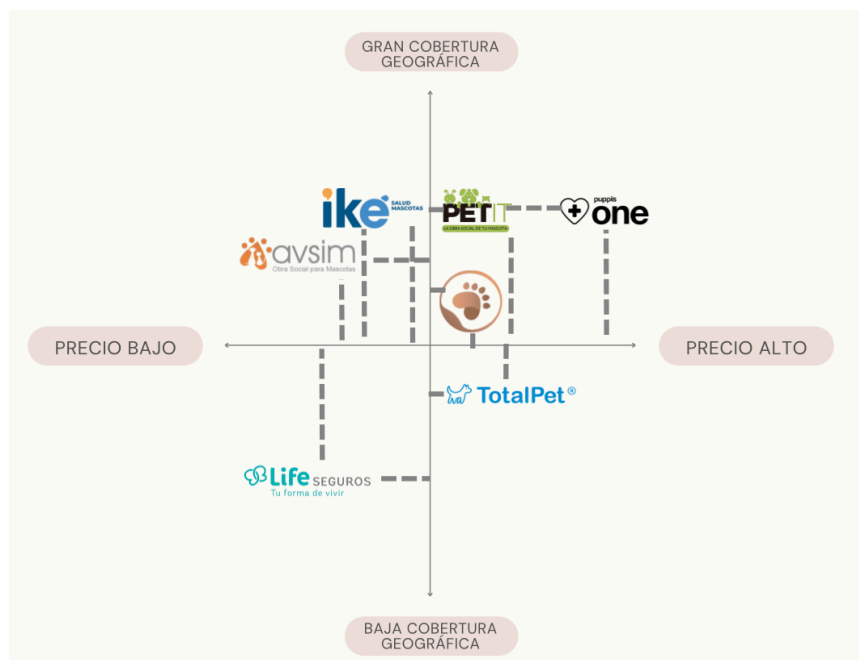 GRAN COBERTURA
GEOGRÁFICA
ike
SALUD
MASCOTAS
PETIT
LA OBRA SOCIAL DE TU MASCOTA
puppis
one
avsim
Obra Social para Mascotas
PRECIO BAJO
PRECIO ALTO
TotalPet®
Life SEGUROS
Tu forma de vivir
BAJA COBERTURA
GEOGRÁFICA